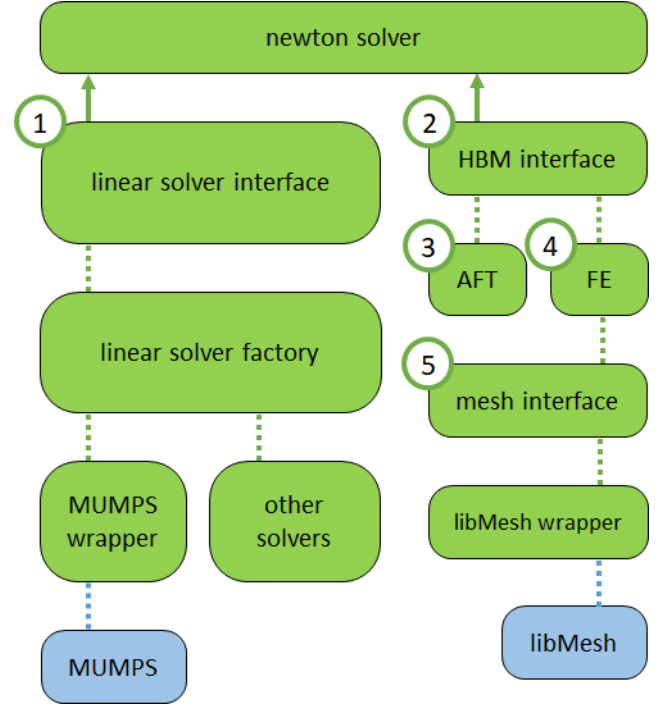 newton solver
1
linear solver interface
2
HBM interface
3
AFT
4
FE
linear solver factory
5
mesh interface
MUMPS
wrapper
other
solvers
libMesh wrapper
MUMPS
libMesh